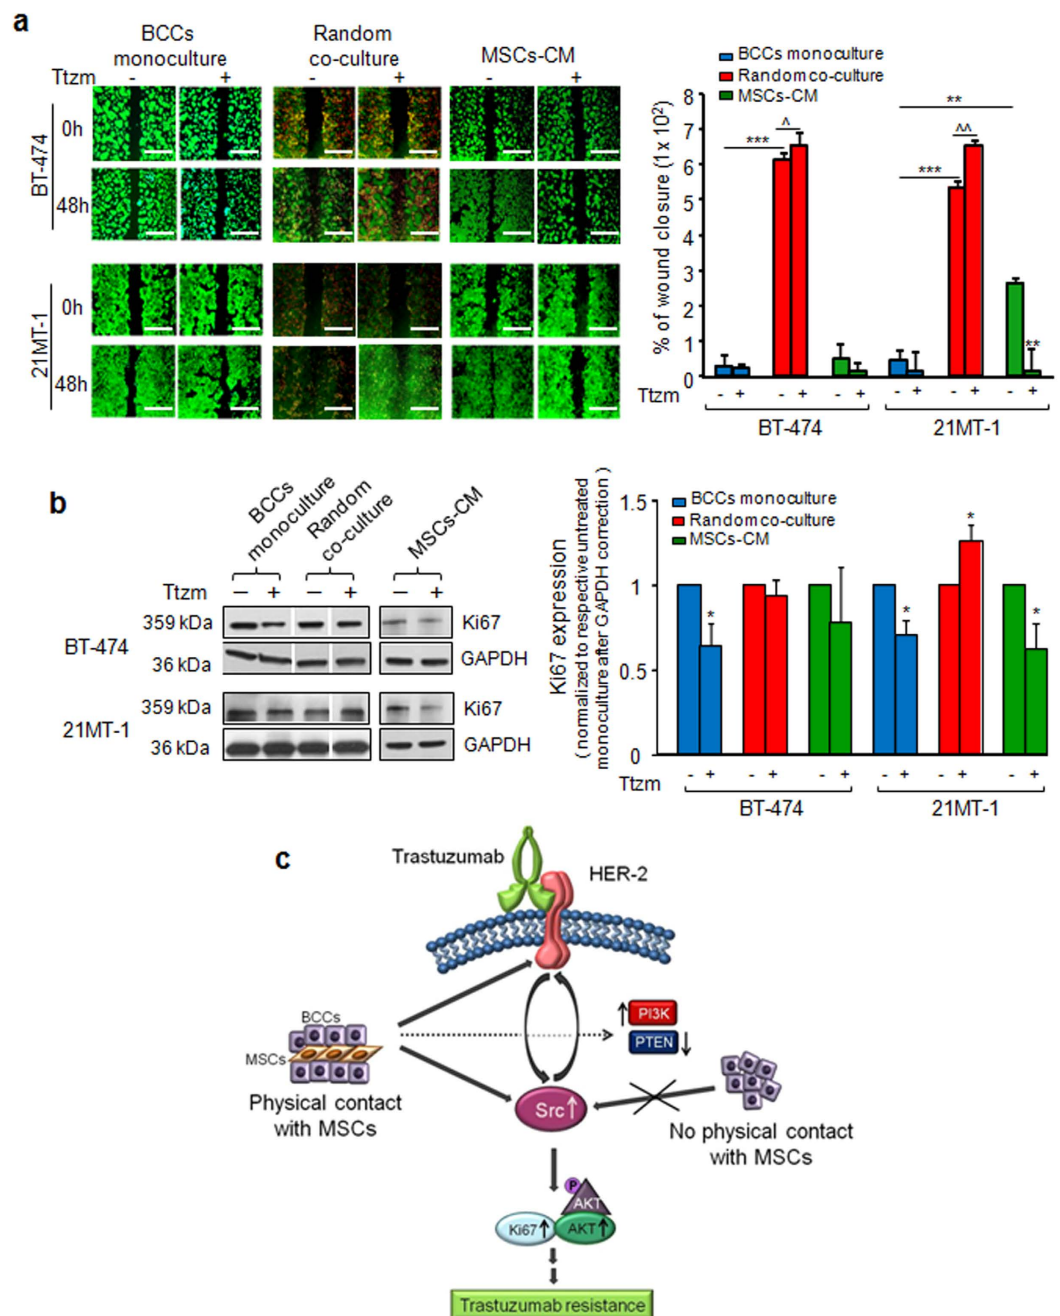 a
BCCs
monoculture
Random
co-culture
MSCs-CM
Ttzm - + - + - +
BT-474
0h
48h
21MT-1
0h
48h
BCCs monoculture
Random co-culture
MSCs-CM
% of wound closure (1 x 10²)
8
7
6
5
4
3
2
1
0
*** ^ ** *** ^^ **
Ttzm - + - + - + - + - + - +
BT-474 21MT-1
b
BCCs
monoculture
Random
co-culture
MSCs-CM
Ttzm – + – + – +
BT-474
359 kDa Ki67
36 kDa GAPDH
21MT-1
359 kDa Ki67
36 kDa GAPDH
BCCs monoculture
Random co-culture
MSCs-CM
Ki67 expression
( normalized to respective untreated
monoculture after GAPDH correction )
1.5
1
0.5
0
* * * *
Ttzm - + - + - + - + - + - +
BT-474 21MT-1
c
Trastuzumab
HER-2
BCCs
MSCs
Physical contact
with MSCs
↑ PI3K
PTEN ↓
Src ↑
No physical contact
with MSCs
P
AKT
Ki67 ↑ AKT ↑
Trastuzumab resistance